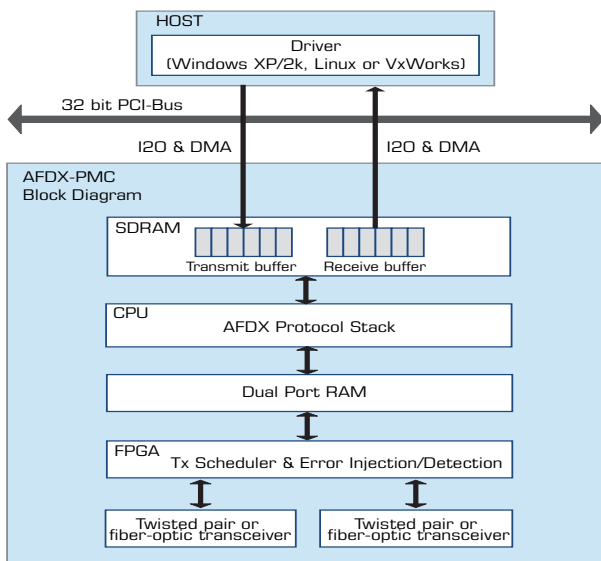 HOST
Driver
(Windows XP/2k, Linux or VxWorks)
32 bit PCI-Bus
I2O & DMA
I2O & DMA
AFDX-PMC
Block Diagram
SDRAM
Transmit buffer
Receive buffer
CPU
AFDX Protocol Stack
Dual Port RAM
FPGA
Tx Scheduler & Error Injection/Detection
Twisted pair or
fiber-optic transceiver
Twisted pair or
fiber-optic transceiver